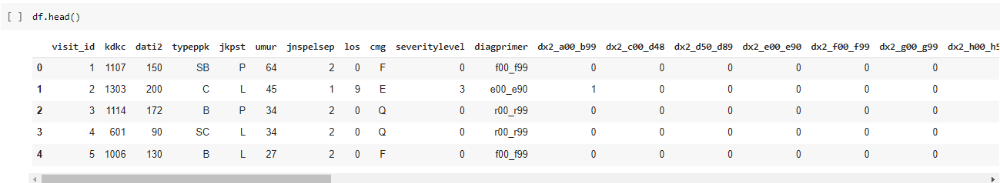 [ ] df.head()
visit_id kdkc dati2 typeppk jkpst umur jnspelsep los cmg severitylevel diagprimer dx2_a00_b99 dx2_c00_d48 dx2_d50_d89 dx2_e00_e90 dx2_f00_f99 dx2_g00_g99 dx2_h00_h5
0 1 1107 150 SB P 64 2 0 F 0 f00_f99 0 0 0 0 0 0
1 2 1303 200 C L 45 1 9 E 3 e00_e90 1 0 0 0 0 0
2 3 1114 172 B P 34 2 0 Q 0 r00_r99 0 0 0 0 0 0
3 4 601 90 SC L 34 2 0 Q 0 r00_r99 0 0 0 0 0 0
4 5 1006 130 B L 27 2 0 F 0 f00_f99 0 0 0 0 0 0